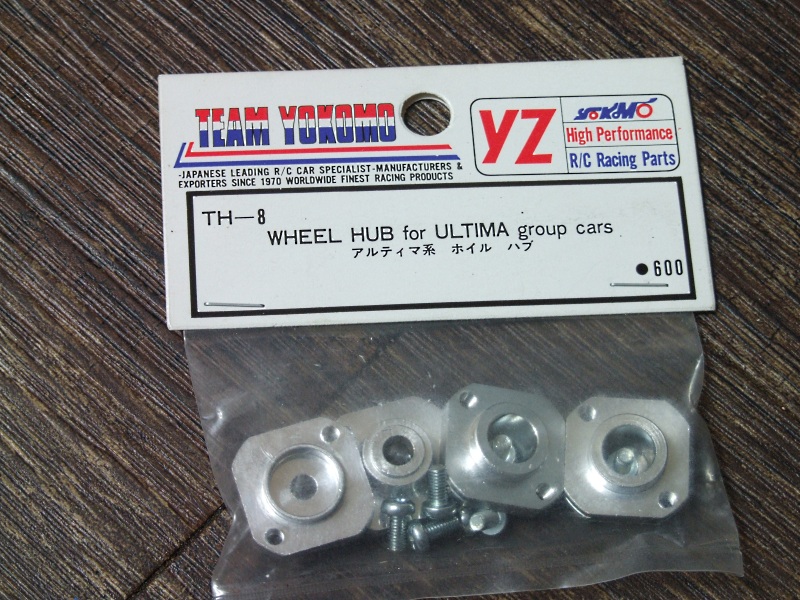 TEAM YOKOMO
-JAPANESE LEADING R/C CAR SPECIALIST-MANUFACTURERS &
EXPORTERS SINCE 1970 WORLDWIDE FINEST RACING PRODUCTS
YZ
YOKOMO
High Performance
R/C Racing Parts
TH-8
WHEEL HUB for ULTIMA group cars
アルティマ系 ホイル ハブ
●600